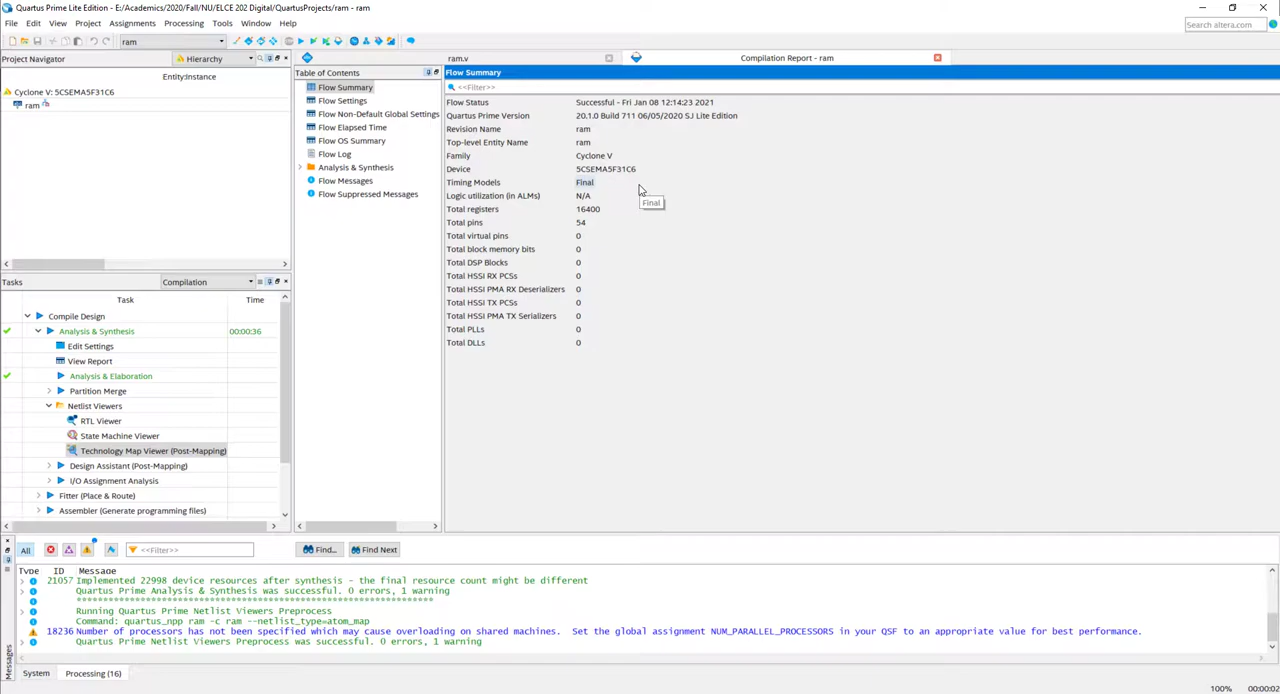 Quartus Prime Lite Edition - E:/Academics/2020/Fall/NU/ELCE 202 Digital/QuartusProjects/ram - ram
File Edit View Project Assignments Processing Tools Window Help
Search altera.com
ram
Project Navigator Hierarchy
ram.v
Compilation Report - ram
Entity:Instance
Cyclone V: 5CSEMA5F31C6
ram
Table of Contents
Flow Summary
Flow Settings
Flow Non-Default Global Settings
Flow Elapsed Time
Flow OS Summary
Flow Log
Analysis & Synthesis
Flow Messages
Flow Suppressed Messages
Flow Summary
<<Filter>>
Flow Status Successful - Fri Jan 08 12:14:23 2021
Quartus Prime Version 20.1.0 Build 711 06/05/2020 SJ Lite Edition
Revision Name ram
Top-level Entity Name ram
Family Cyclone V
Device 5CSEMA5F31C6
Timing Models Final
Final
Logic utilization (in ALMs) N/A
Total registers 16400
Total pins 54
Total virtual pins 0
Total block memory bits 0
Total DSP Blocks 0
Total HSSI RX PCSs 0
Total HSSI PMA RX Deserializers 0
Total HSSI TX PCSs 0
Total HSSI PMA TX Serializers 0
Total PLLs 0
Total DLLs 0
Tasks Compilation
Task Time
Compile Design
Analysis & Synthesis 00:00:36
Edit Settings
View Report
Analysis & Elaboration
Partition Merge
Netlist Viewers
RTL Viewer
State Machine Viewer
Technology Map Viewer (Post-Mapping)
Design Assistant (Post-Mapping)
I/O Assignment Analysis
Fitter (Place & Route)
Assembler (Generate programming files)
All <<Filter>> Find... Find Next
Type ID Message
21057 Implemented 22998 device resources after synthesis - the final resource count might be different
Quartus Prime Analysis & Synthesis was successful. 0 errors, 1 warning
*******************************************************************
Running Quartus Prime Netlist Viewers Preprocess
Command: quartus_npp ram -c ram --netlist_type=atom_map
18236 Number of processors has not been specified which may cause overloading on shared machines. Set the global assignment NUM_PARALLEL_PROCESSORS in your QSF to an appropriate value for best performance.
Quartus Prime Netlist Viewers Preprocess was successful. 0 errors, 1 warning
Messages
System Processing (16)
100% 00:00:02